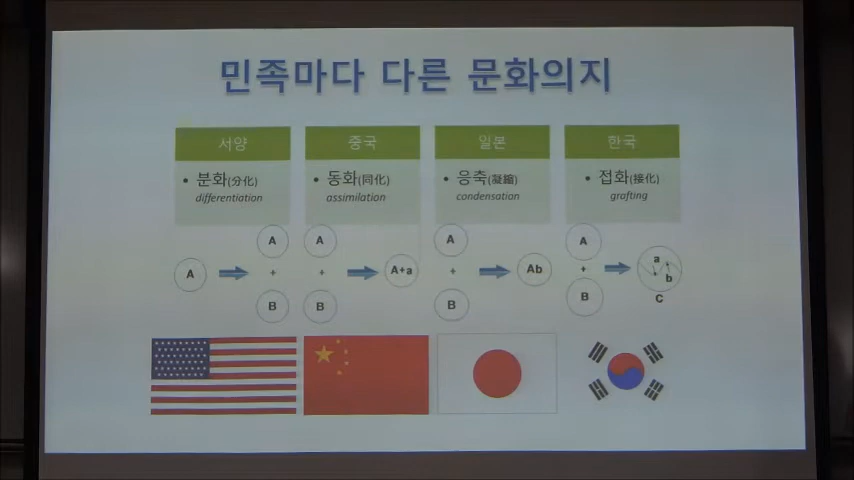 민족마다 다른 문화의지
서양
• 분화(分化)
differentiation
중국
• 동화(同化)
assimilation
일본
• 응축(凝縮)
condensation
한국
• 접화(接化)
grafting
A
A
+
B
A
+
B
A+a
A
+
B
Ab
A
+
B
a
b
C